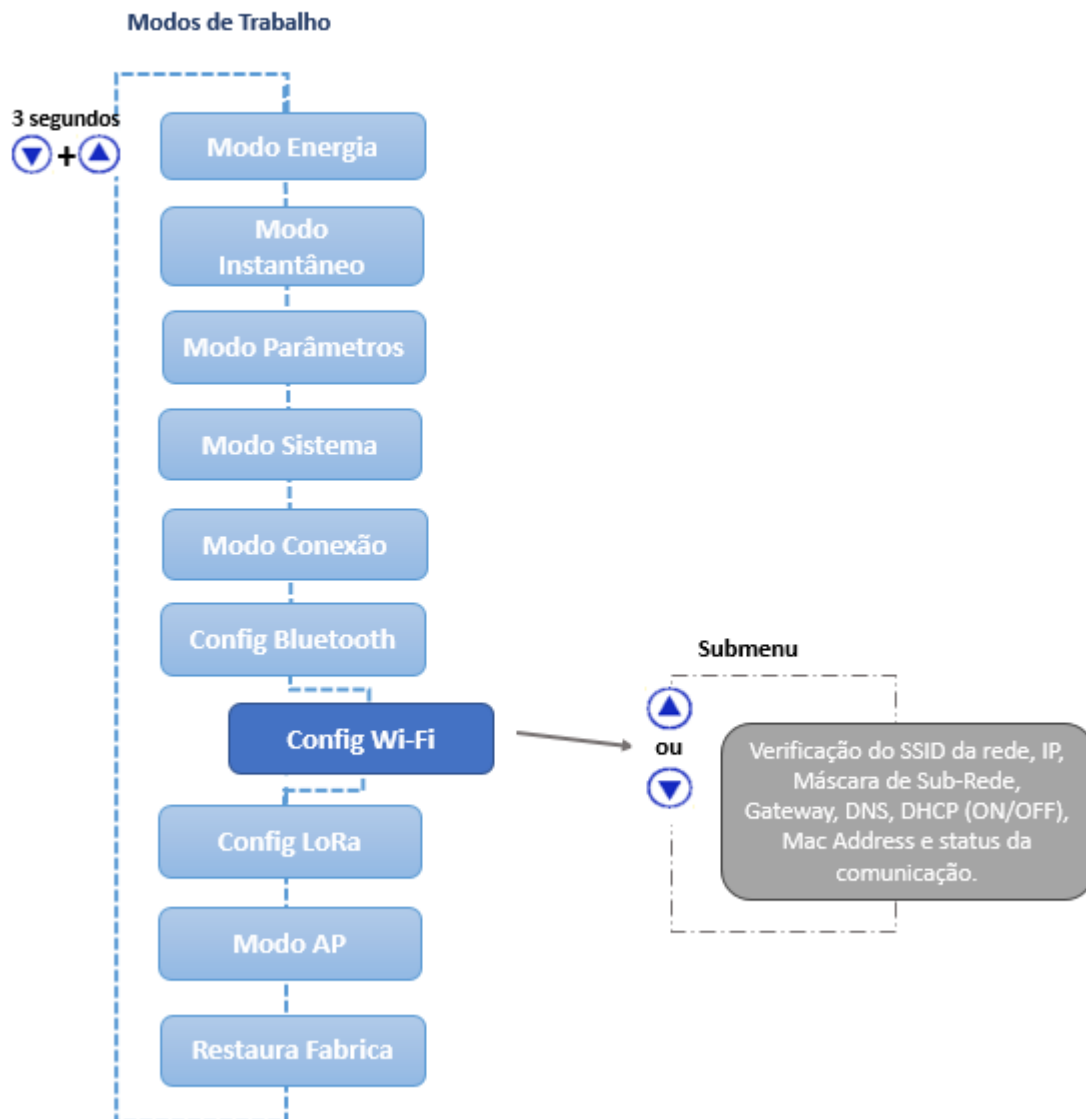 Modos de Trabalho
3 segundos
+
Modo Energia
Modo
Instantâneo
Modo Parâmetros
Modo Sistema
Modo Conexão
Config Bluetooth
Config Wi-Fi
Config LoRa
Modo AP
Restaura Fabrica
Submenu
ou
Verificação do SSID da rede, IP,
Máscara de Sub-Rede,
Gateway, DNS, DHCP (ON/OFF),
Mac Address e status da
comunicação.